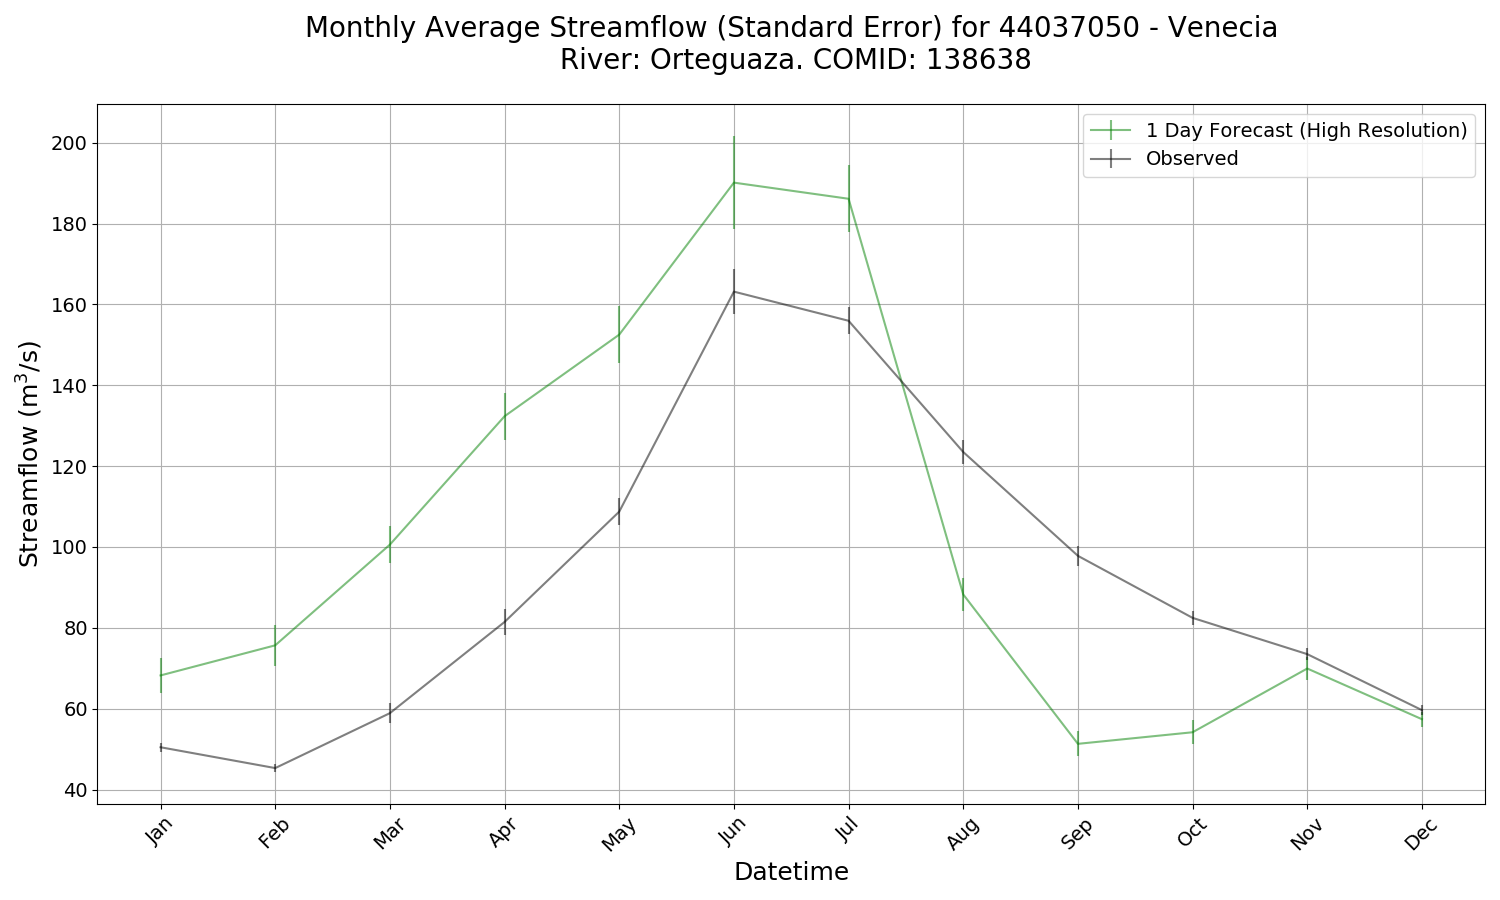 Monthly Average Streamflow (Standard Error) for 44037050 - Venecia
River: Orteguaza. COMID: 138638
1 Day Forecast (High Resolution)
Observed
Streamflow (m³/s)
200
180
160
140
120
100
80
60
40
Jan
Feb
Mar
Apr
May
Jun
Jul
Aug
Sep
Oct
Nov
Dec
Datetime